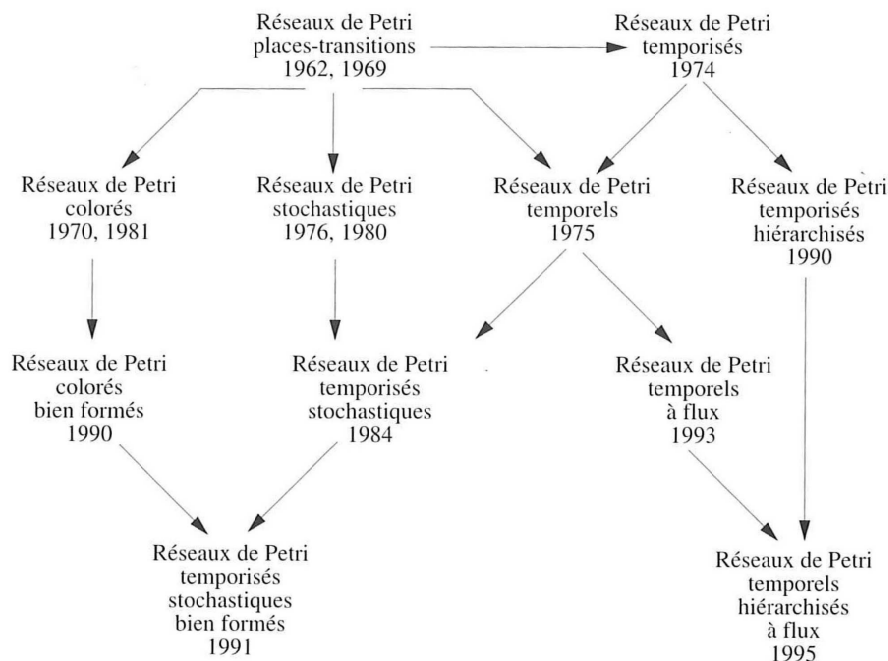 Réseaux de Petri
places-transitions
1962, 1969
Réseaux de Petri
temporisés
1974
Réseaux de Petri
colorés
1970, 1981
Réseaux de Petri
stochastiques
1976, 1980
Réseaux de Petri
temporels
1975
Réseaux de Petri
temporisés
hiérarchisés
1990
Réseaux de Petri
colorés
bien formés
1990
Réseaux de Petri
temporisés
stochastiques
1984
Réseaux de Petri
temporels
à flux
1993
Réseaux de Petri
temporisés
stochastiques
bien formés
1991
Réseaux de Petri
temporels
hiérarchisés
à flux
1995